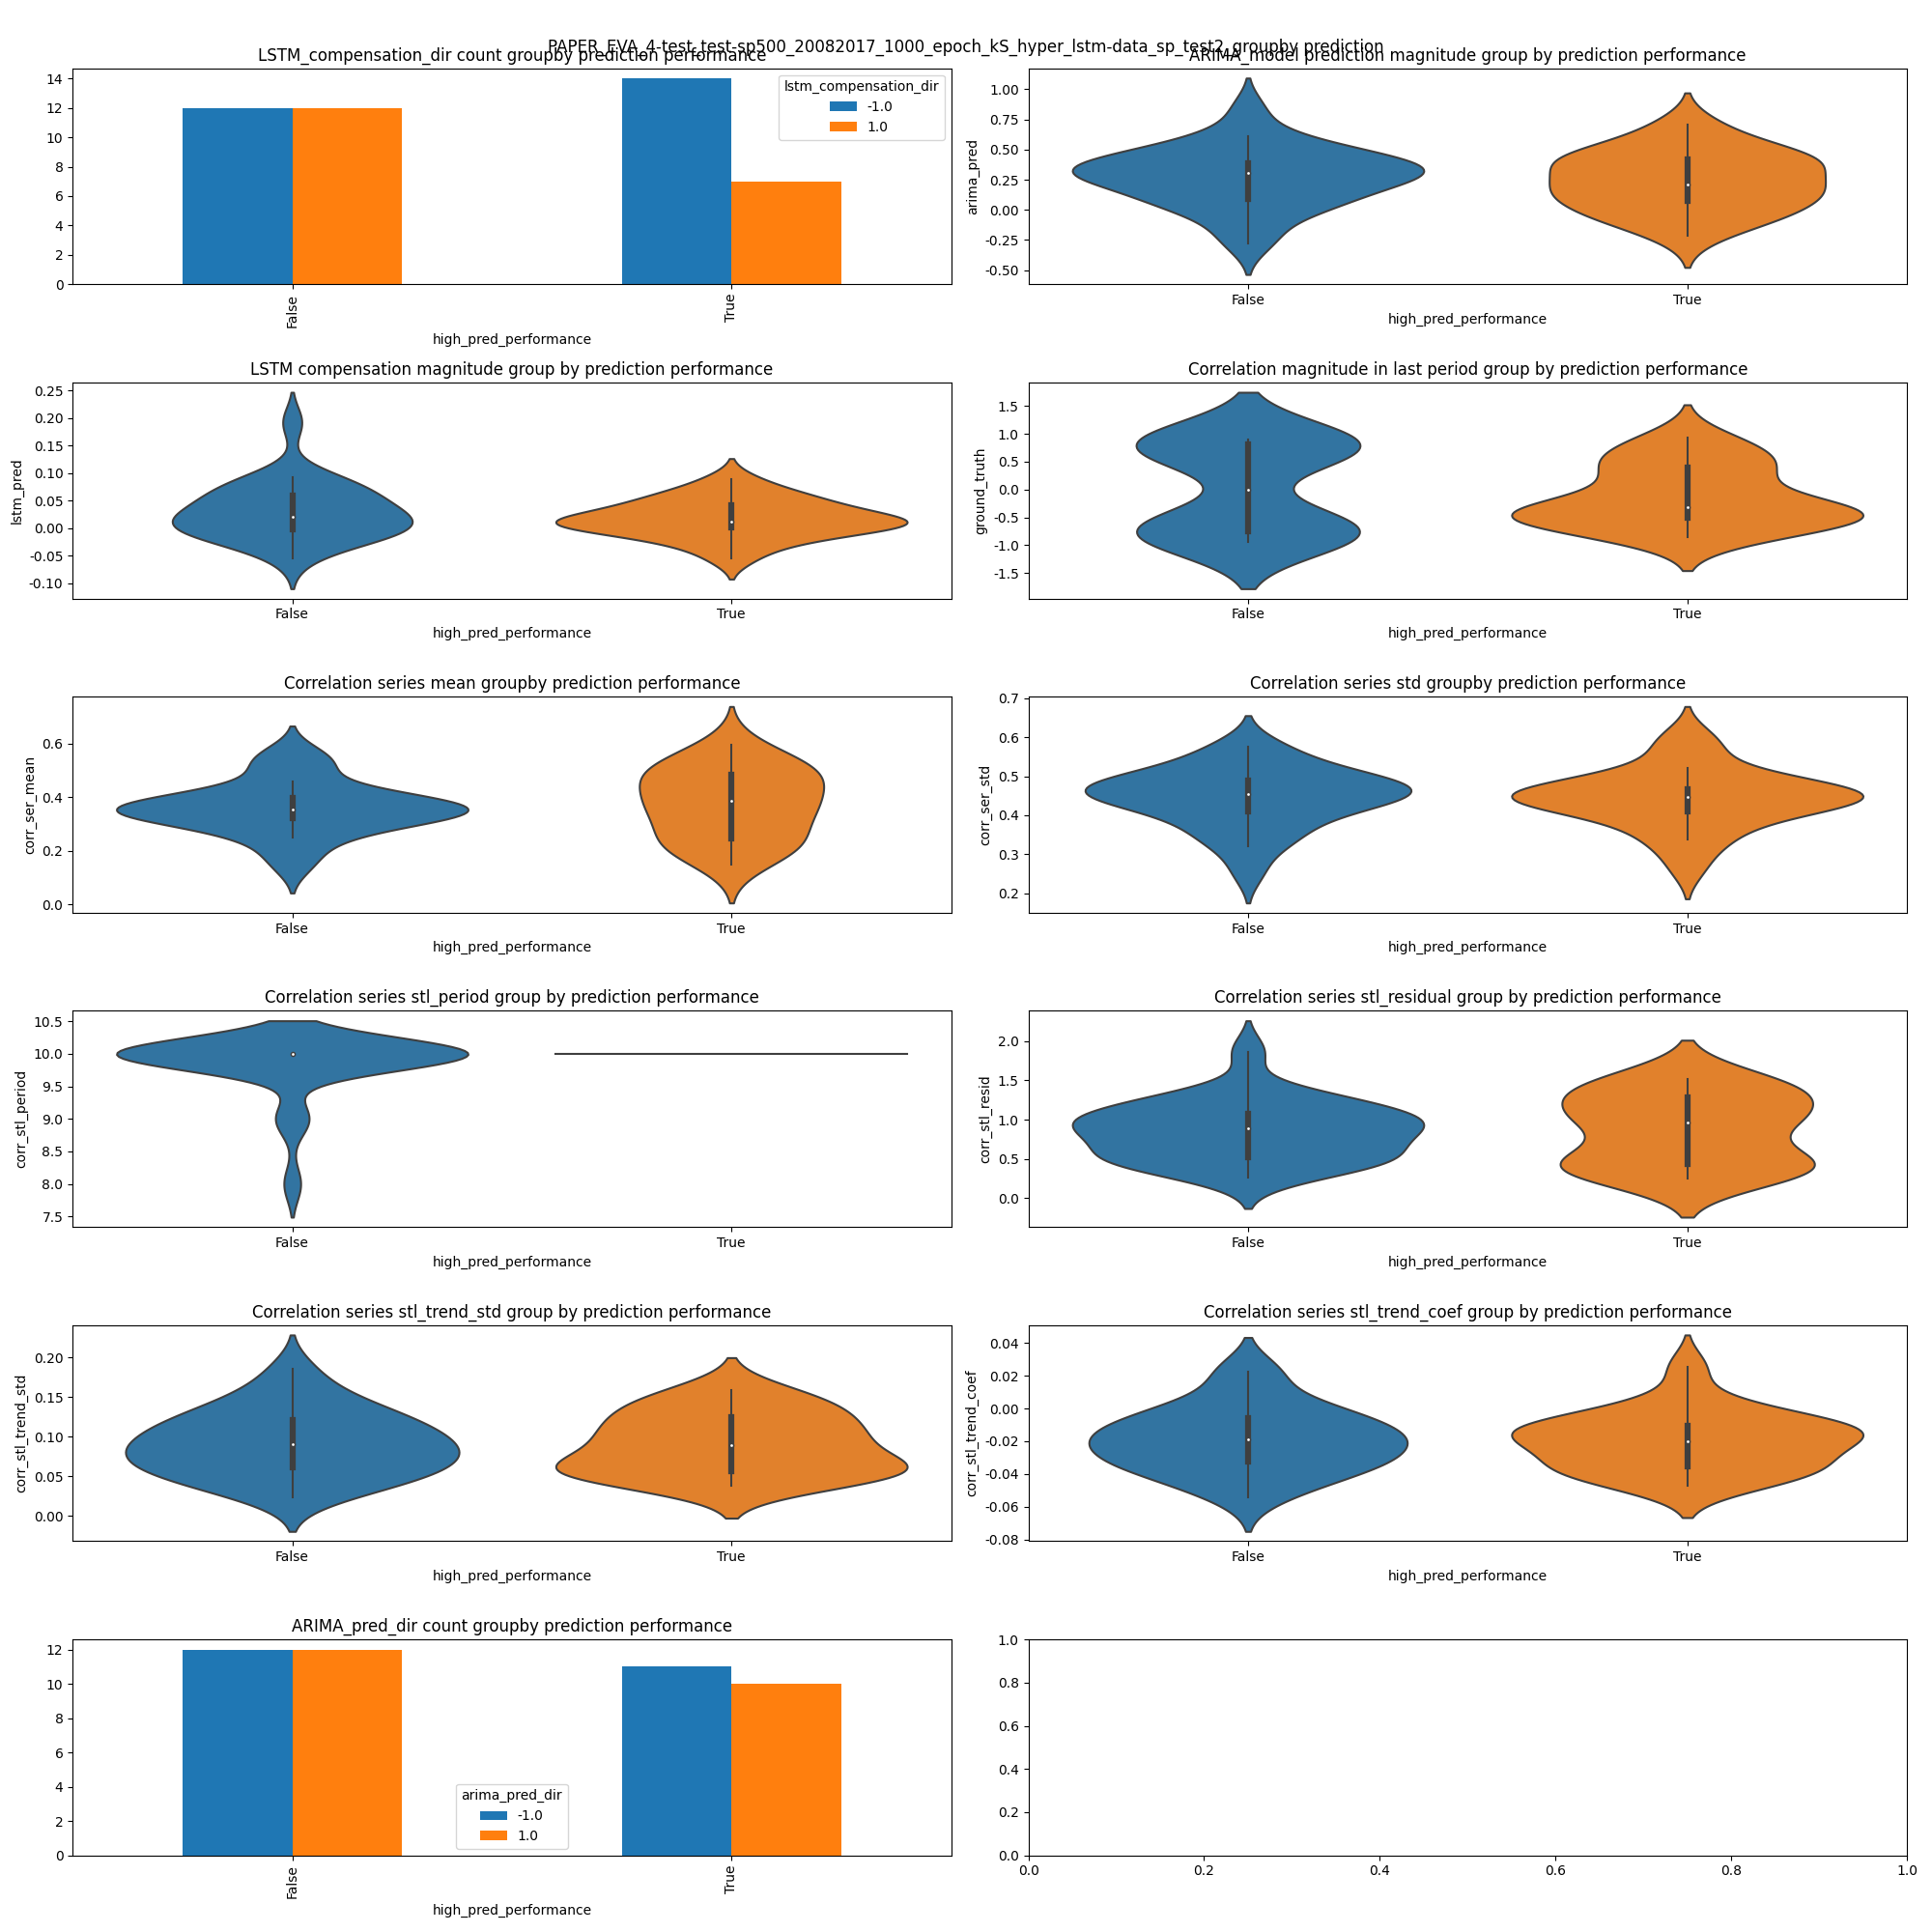 PAPER_EVA_4-test_test-sp500_20082017_1000_epoch_kS_hyper_lstm-data_sp_test2_groupby prediction
LSTM_compensation_dir count groupby prediction performance
14
12
10
8
6
4
2
0
lstm_compensation_dir
-1.0
1.0
False
True
high_pred_performance
ARIMA_model prediction magnitude group by prediction performance
arima_pred
1.00
0.75
0.50
0.25
0.00
-0.25
-0.50
False
True
high_pred_performance
LSTM compensation magnitude group by prediction performance
lstm_pred
0.25
0.20
0.15
0.10
0.05
0.00
-0.05
-0.10
False
True
high_pred_performance
Correlation magnitude in last period group by prediction performance
ground_truth
1.5
1.0
0.5
0.0
-0.5
-1.0
-1.5
False
True
high_pred_performance
Correlation series mean groupby prediction performance
corr_ser_mean
0.6
0.4
0.2
0.0
False
True
high_pred_performance
Correlation series std groupby prediction performance
corr_ser_std
0.7
0.6
0.5
0.4
0.3
0.2
False
True
high_pred_performance
Correlation series stl_period group by prediction performance
corr_stl_period
10.5
10.0
9.5
9.0
8.5
8.0
7.5
False
True
high_pred_performance
Correlation series stl_residual group by prediction performance
corr_stl_resid
2.0
1.5
1.0
0.5
0.0
False
True
high_pred_performance
Correlation series stl_trend_std group by prediction performance
corr_stl_trend_std
0.20
0.15
0.10
0.05
0.00
False
True
high_pred_performance
Correlation series stl_trend_coef group by prediction performance
corr_stl_trend_coef
0.04
0.02
0.00
-0.02
-0.04
-0.06
-0.08
False
True
high_pred_performance
ARIMA_pred_dir count groupby prediction performance
12
10
8
6
4
2
0
arima_pred_dir
-1.0
1.0
False
True
high_pred_performance
1.0
0.8
0.6
0.4
0.2
0.0
0.0
0.2
0.4
0.6
0.8
1.0